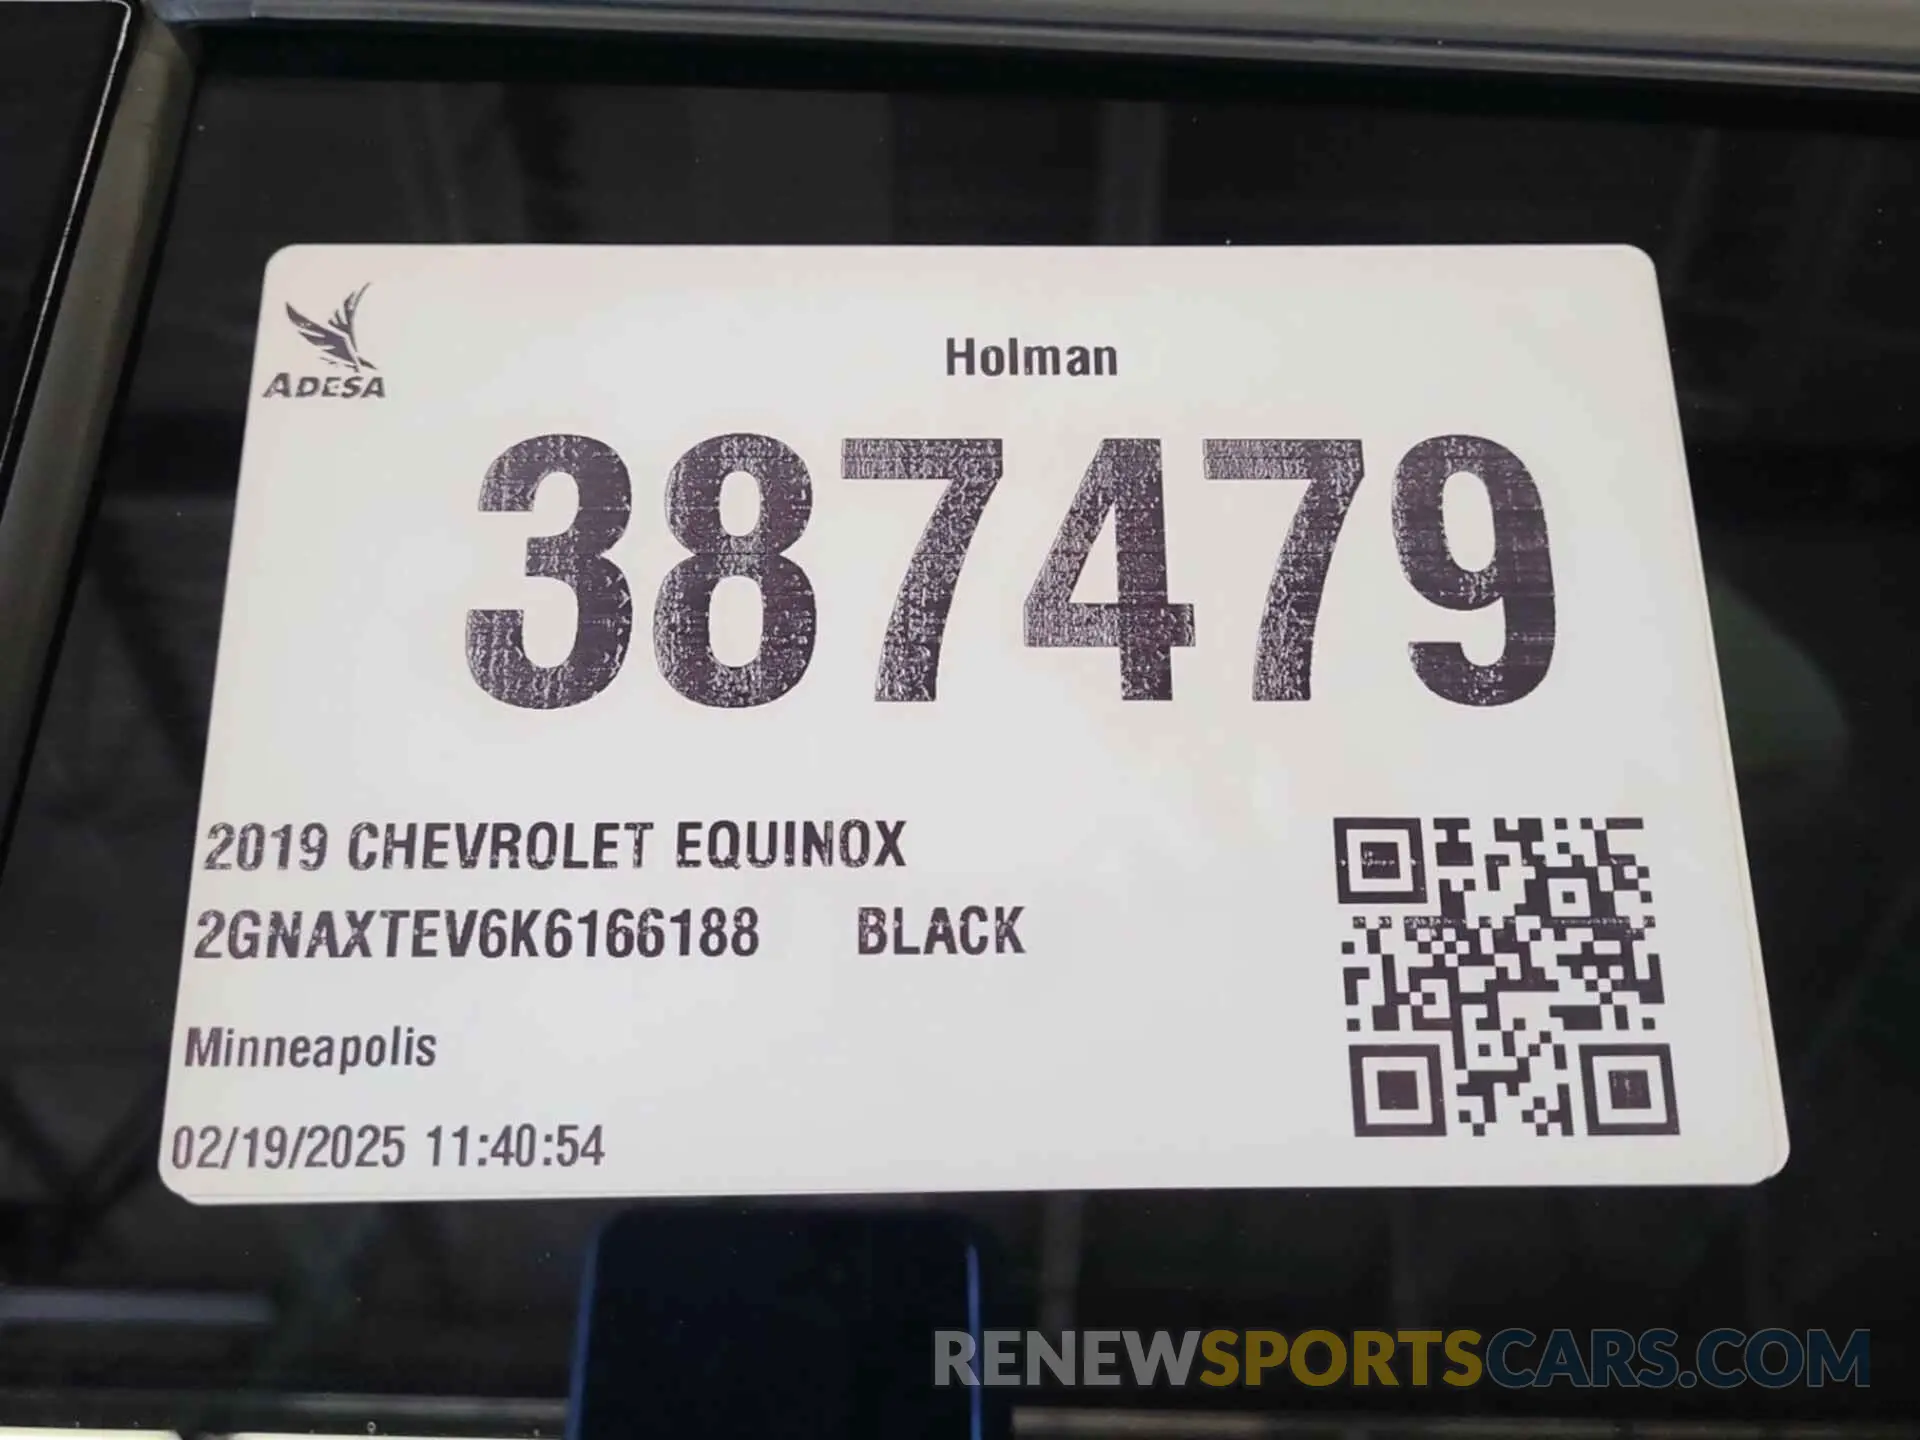 ADESA
Holman
387479
2019 CHEVROLET EQUINOX
2GNAXTEV6K6166188 BLACK
Minneapolis
02/19/2025 11:40:54
RENEWSPORTSCARS.COM